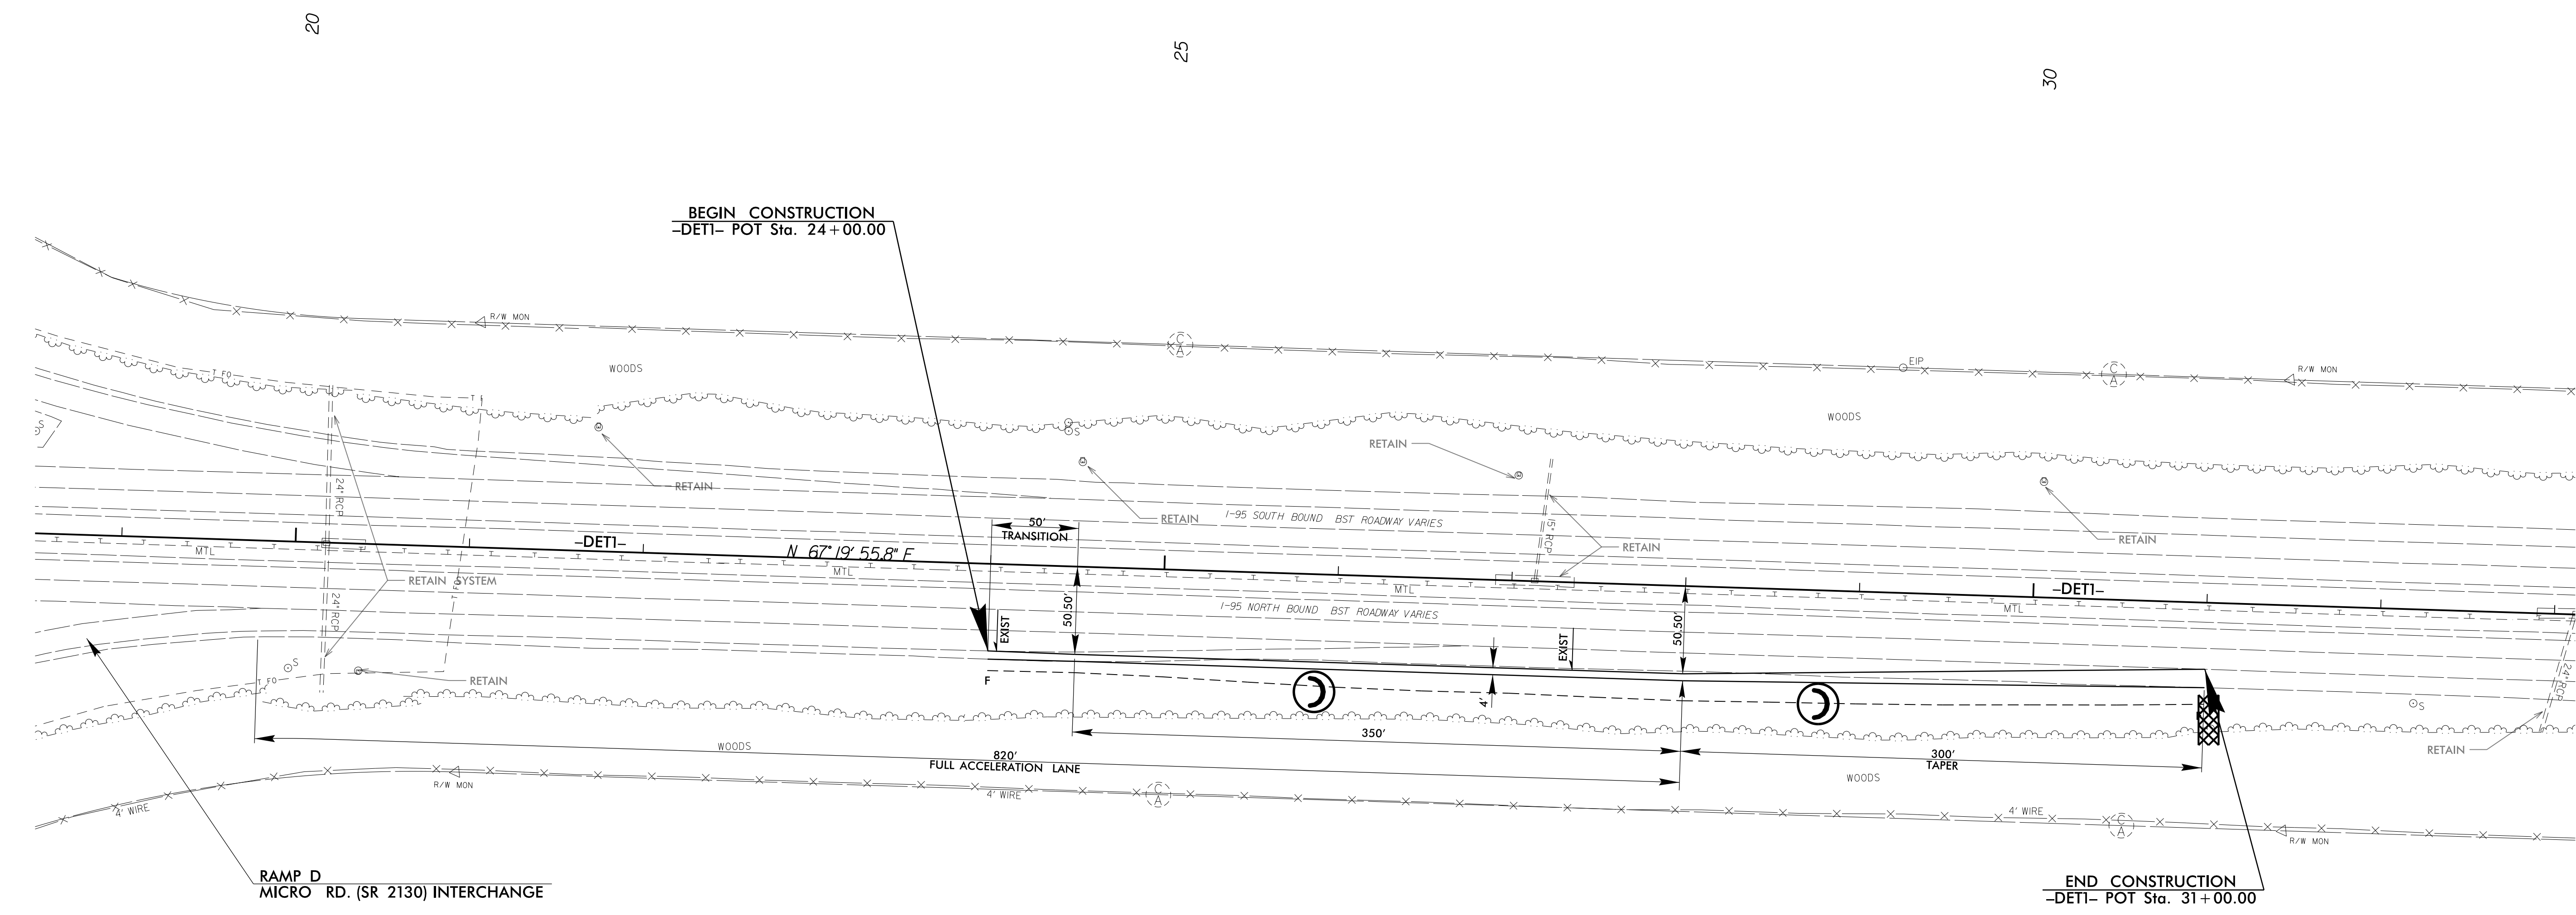 20
25
30
BEGIN CONSTRUCTION
-DET1- POT Sta. 24+00.00
R/W MON
C
A
EIP
C
A
R/W MON
WOODS
T FO
S
WOODS
S
RETAIN
RETAIN
24" RCP
RETAIN
I-95 SOUTH BOUND BST ROADWAY VARIES
15" RCP
RETAIN
RETAIN
50'
TRANSITION
-DET1-
N 67° 19' 55.8" E
MTL
MTL
RETAIN SYSTEM
T FO
24" RCP
MTL
-DET1-
MTL
50.50'
50.50'
EXIST
EXIST
I-95 NORTH BOUND BST ROADWAY VARIES
S
T FO
RETAIN
F
4'
S
24" RCP
350'
300'
TAPER
WOODS
820'
FULL ACCELERATION LANE
WOODS
RETAIN
R/W MON
4' WIRE
C
A
4' WIRE
4' WIRE
C
A
R/W MON
RAMP D
MICRO RD. (SR 2130) INTERCHANGE
END CONSTRUCTION
-DET1- POT Sta. 31+00.00